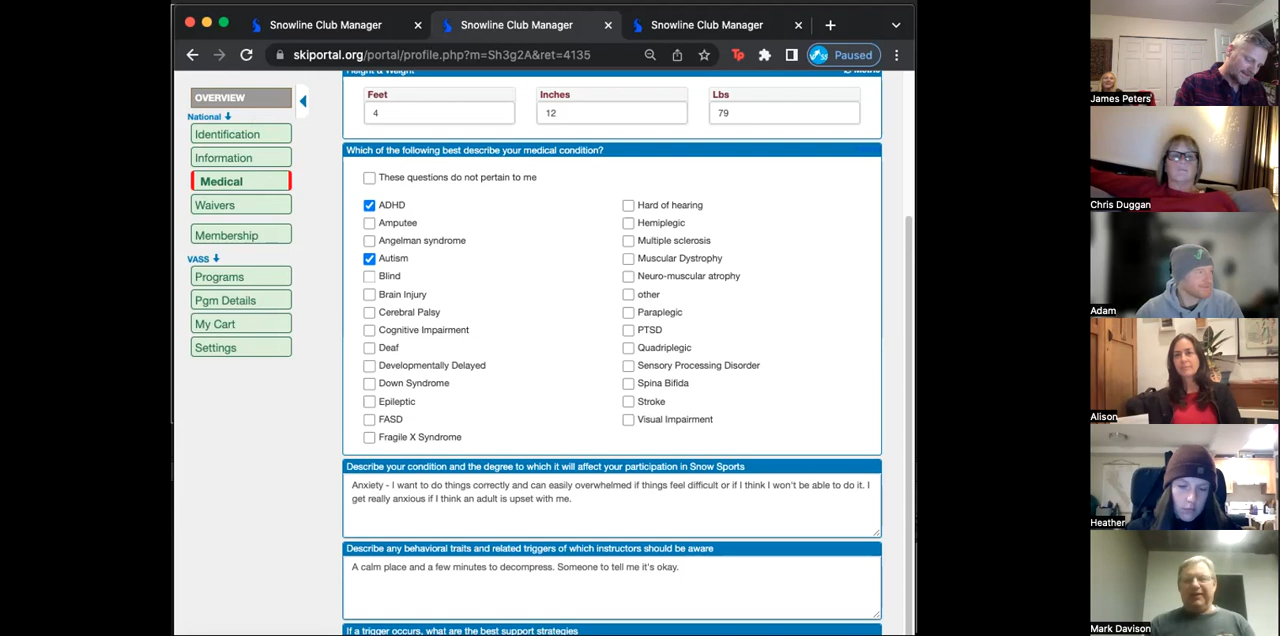 Snowline Club Manager
Snowline Club Manager
Snowline Club Manager
skiportal.org/portal/profile.php?m=Sh3g2A&ret=4135
Tp
Paused
Height & Weight
Metric
OVERVIEW
National
Identification
Information
Medical
Waivers
Membership
VASS
Programs
Pgm Details
My Cart
Settings
Feet
Inches
Lbs
4
12
79
Which of the following best describe your medical condition?
These questions do not pertain to me
ADHD
Amputee
Angelman syndrome
Autism
Blind
Brain Injury
Cerebral Palsy
Cognitive Impairment
Deaf
Developmentally Delayed
Down Syndrome
Epileptic
FASD
Fragile X Syndrome
Hard of hearing
Hemiplegic
Multiple sclerosis
Muscular Dystrophy
Neuro-muscular atrophy
other
Paraplegic
PTSD
Quadriplegic
Sensory Processing Disorder
Spina Bifida
Stroke
Visual Impairment
Describe your condition and the degree to which it will affect your participation in Snow Sports
Anxiety - I want to do things correctly and can easily overwhelmed if things feel difficult or if I think I won't be able to do it. I
get really anxious if I think an adult is upset with me.
Describe any behavioral traits and related triggers of which instructors should be aware
A calm place and a few minutes to decompress. Someone to tell me it's okay.
If a trigger occurs, what are the best support strategies
James Peters
Chris Duggan
Adam
Alison
Heather
Mark Davison